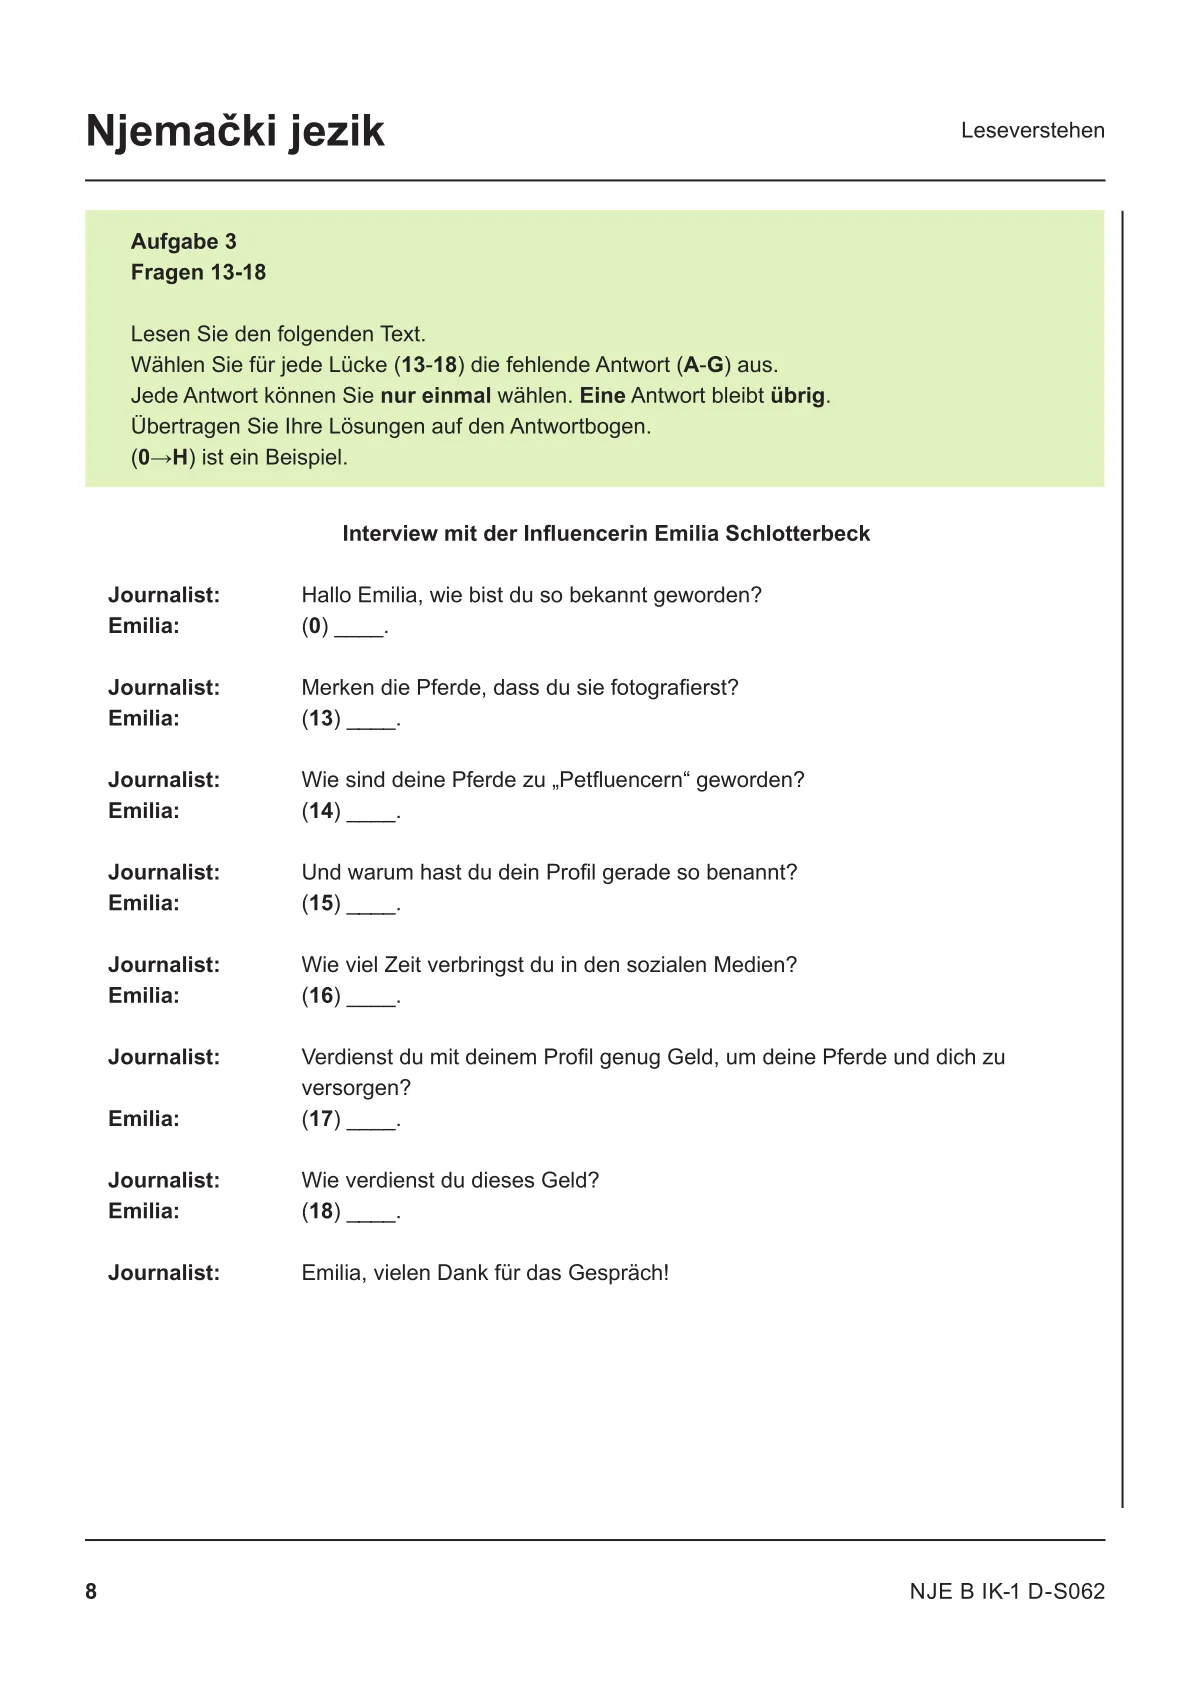 Njemački jezik
Leseverstehen
Aufgabe 3
Fragen 13-18
Lesen Sie den folgenden Text.
Wählen Sie für jede Lücke (13-18) die fehlende Antwort (A-G) aus.
Jede Antwort können Sie nur einmal wählen. Eine Antwort bleibt übrig.
Übertragen Sie Ihre Lösungen auf den Antwortbogen.
(0→H) ist ein Beispiel.
Interview mit der Influencerin Emilia Schlotterbeck
Journalist: Hallo Emilia, wie bist du so bekannt geworden?
Emilia: (0) ____.
Journalist: Merken die Pferde, dass du sie fotografierst?
Emilia: (13) ____.
Journalist: Wie sind deine Pferde zu „Petfluencern“ geworden?
Emilia: (14) ____.
Journalist: Und warum hast du dein Profil gerade so benannt?
Emilia: (15) ____.
Journalist: Wie viel Zeit verbringst du in den sozialen Medien?
Emilia: (16) ____.
Journalist: Verdienst du mit deinem Profil genug Geld, um deine Pferde und dich zu
versorgen?
Emilia: (17) ____.
Journalist: Wie verdienst du dieses Geld?
Emilia: (18) ____.
Journalist: Emilia, vielen Dank für das Gespräch!
8
NJE B IK-1 D-S062